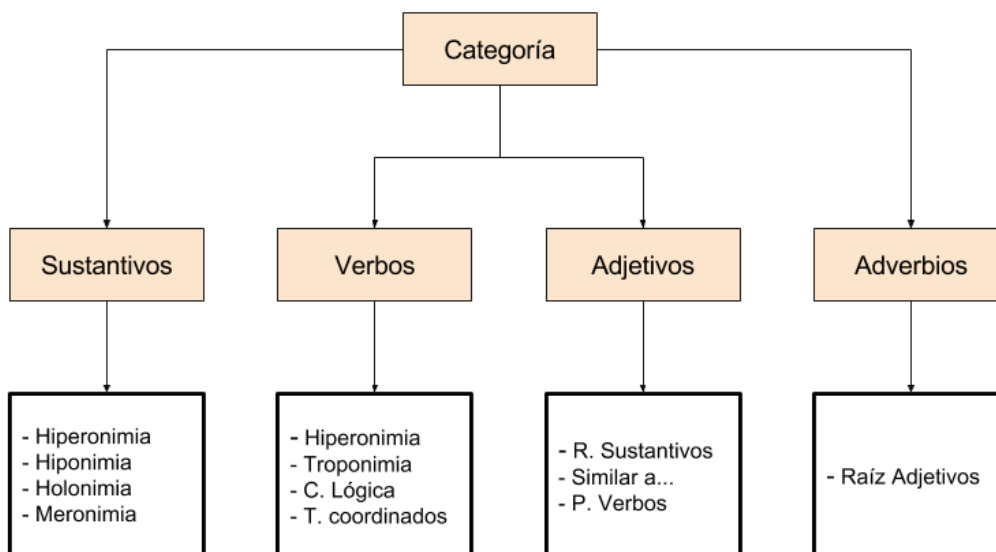 Categoría
Sustantivos
Verbos
Adjetivos
Adverbios
- Hiperonimia
- Hiponimia
- Holonimia
- Meronimia
- Hiperonimia
- Troponimia
- C. Lógica
- T. coordinados
- R. Sustantivos
- Similar a...
- P. Verbos
- Raíz Adjetivos